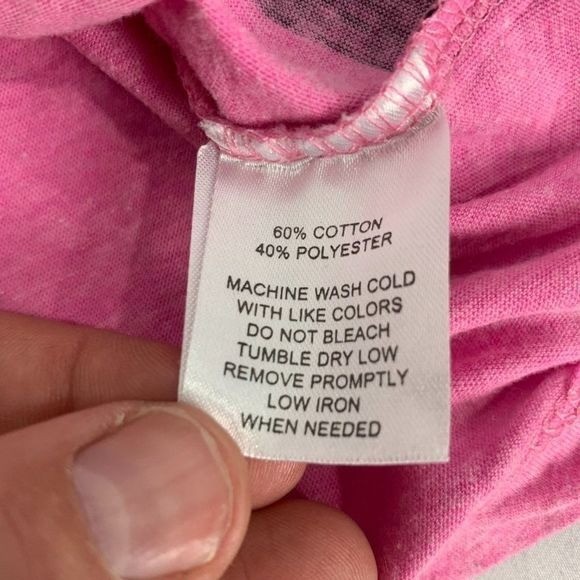 60% COTTON
40% POLYESTER
MACHINE WASH COLD
WITH LIKE COLORS
DO NOT BLEACH
TUMBLE DRY LOW
REMOVE PROMPTLY
LOW IRON
WHEN NEEDED